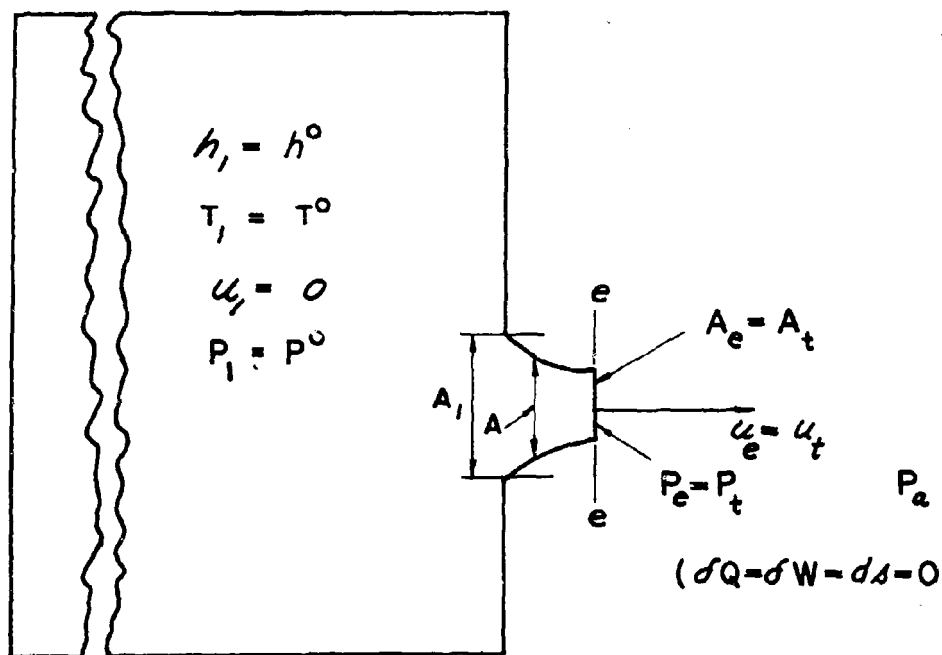 h₁ = h°
T₁ = T°
u₁ = 0
P₁ = P°
e
Aₑ = Aₜ
A₁
A
uₑ = uₜ
Pₑ = Pₜ
Pₐ
e
(δQ=δW=ds=0